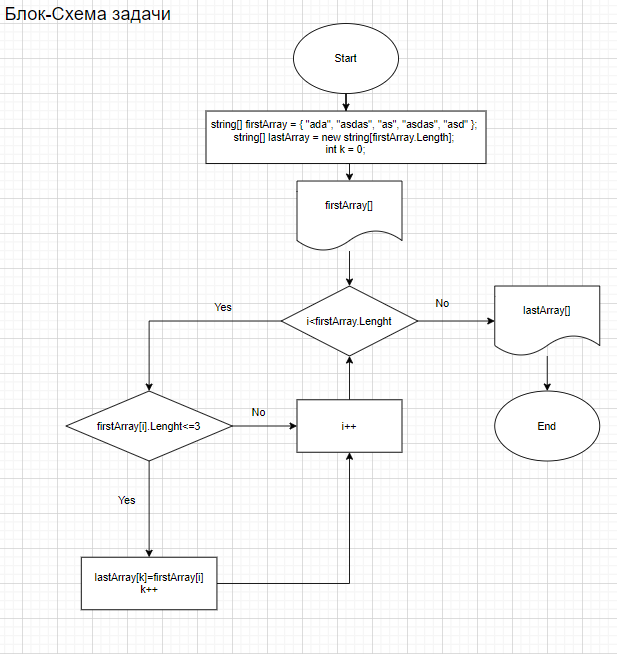 Блок-Схема задачи
Start
string[] firstArray = { "ada", "asdas", "as", "asdas", "asd" };
string[] lastArray = new string[firstArray.Length];
int k = 0;
firstArray[]
i<firstArray.Lenght
Yes
No
lastArray[]
firstArray[i].Lenght<=3
No
i++
End
Yes
lastArray[k]=firstArray[i]
k++